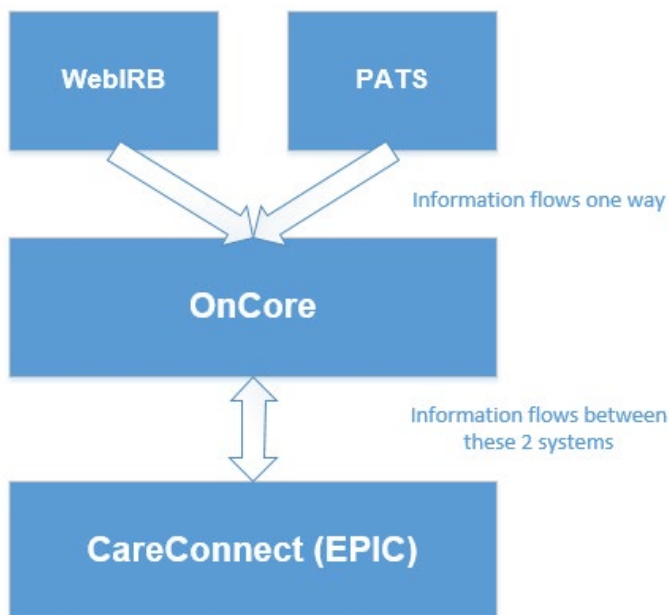 WebIRB
PATS
Information flows one way
OnCore
Information flows between
these 2 systems
CareConnect (EPIC)